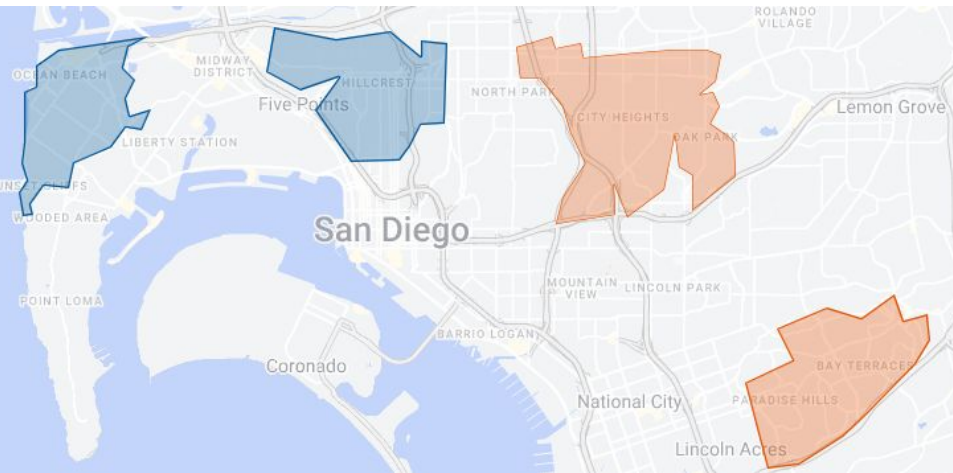 ROLANDO
VILLAGE
MIDWAY
DISTRICT
OCEAN BEACH
HILLCREST
NORTH PARK
Five Points
Lemon Grove
CITY HEIGHTS
OAK PARK
LIBERTY STATION
UNSET CLIFFS
WOODED AREA
San Diego
MOUNTAIN
VIEW
LINCOLN PARK
POINT LOMA
BARRIO LOGAN
Coronado
BAY TERRACES
PARADISE HILLS
National City
Lincoln Acres